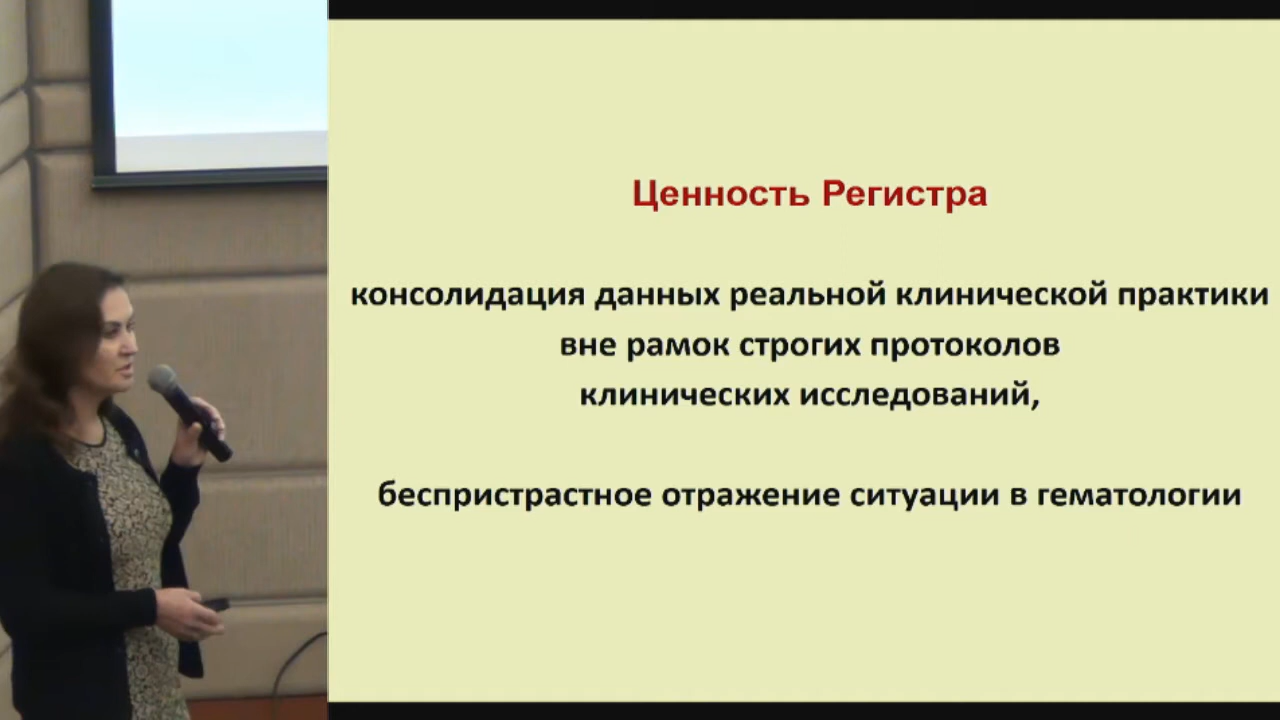 Ценность Регистра
консолидация данных реальной клинической практики
вне рамок строгих протоколов
клинических исследований,
беспристрастное отражение ситуации в гематологии